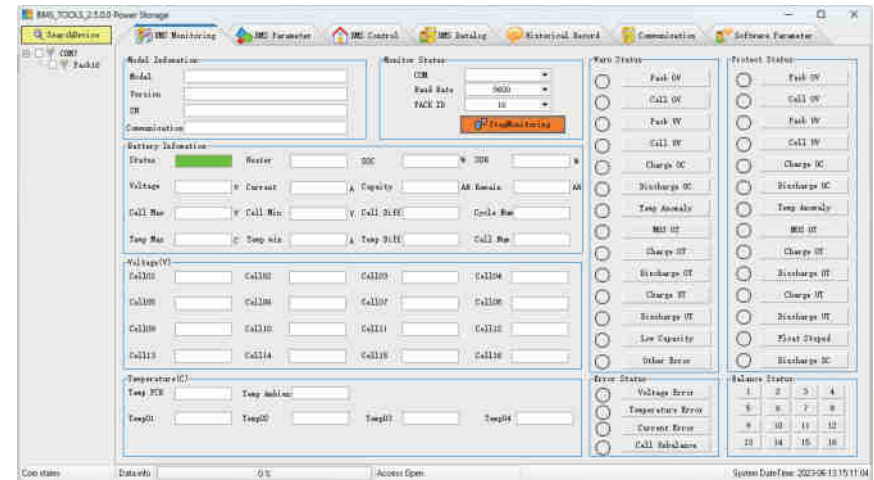 BMS_TOOLS_2.5.0.0-Power Storage
SearchDevice
BMS Monitoring
BMS Parameter
BMS Control
BMS Datalog
Historical Record
Communication
Software Parameter
COM7
Pack10
Model Infomation
Model
Version
SN
Communication
Monitor Status
COM
Baud Rate 9600
PACK ID 10
StopMonitoring
Battery Infomation
Status
Heater
SOC %
SOH %
Voltage V
Current A
Capcity AH
Remain AH
Cell Max V
Cell Min V
Cell Diff
Cycle Num
Temp Max C
Temp min
Temp Diff
Cell Num
Voltage(V)
Cell01 Cell02 Cell03 Cell04
Cell05 Cell06 Cell07 Cell08
Cell09 Cell10 Cell11 Cell12
Cell13 Cell14 Cell15 Cell16
Temperature(C)
Temp PCB
Temp Ambien
Temp01 Temp02 Temp03 Temp04
Warn Status
Pack OV
Cell OV
Pack UV
Cell UV
Charge OC
Discharge OC
Temp Anomaly
MOS OT
Charge OT
Discharge OT
Charge UT
Discharge UT
Low Capacity
Other Error
Protect Status
Pack OV
Cell OV
Pack UV
Cell UV
Charge OC
Discharge OC
Temp Anomaly
MOS OT
Charge OT
Discharge OT
Charge UT
Discharge UT
Float Stoped
Discharge SC
Error Status
Voltage Error
Temperature Error
Current Error
Cell Unbalance
Balance Status
1 2 3 4
5 6 7 8
9 10 11 12
13 14 15 16
Com states
Data info
0 %
Access Open:
System DateTime: 2023-06-13 15:11:04